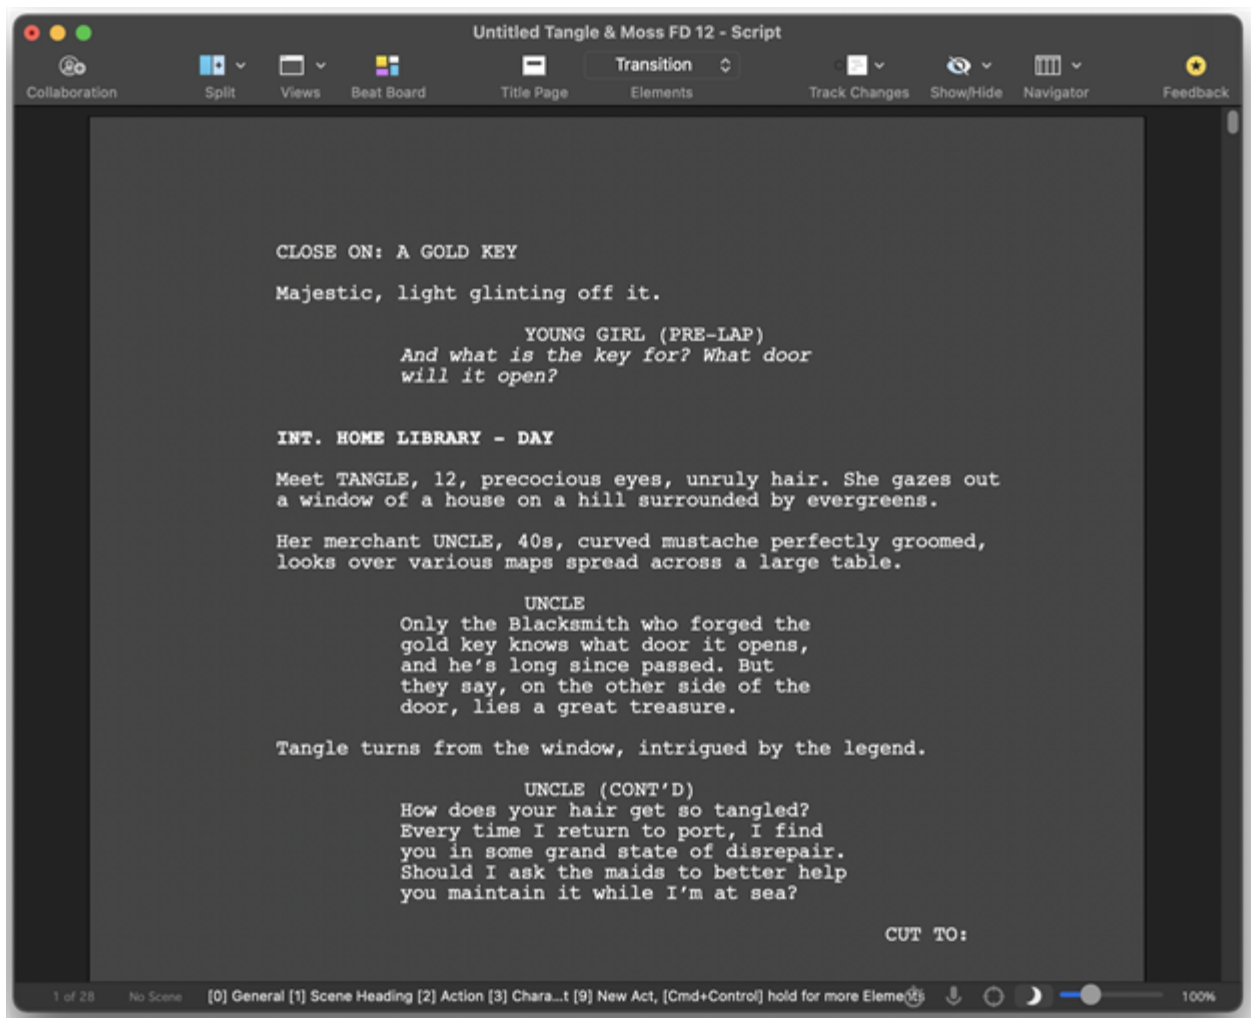 Untitled Tangle & Moss FD 12 - Script
Transition
Collaboration Split Views Beat Board Title Page Elements Track Changes Show/Hide Navigator Feedback
CLOSE ON: A GOLD KEY
Majestic, light glinting off it.
YOUNG GIRL (PRE-LAP)
And what is the key for? What door
will it open?
INT. HOME LIBRARY - DAY
Meet TANGLE, 12, precocious eyes, unruly hair. She gazes out
a window of a house on a hill surrounded by evergreens.
Her merchant UNCLE, 40s, curved mustache perfectly groomed,
looks over various maps spread across a large table.
UNCLE
Only the Blacksmith who forged the
gold key knows what door it opens,
and he's long since passed. But
they say, on the other side of the
door, lies a great treasure.
Tangle turns from the window, intrigued by the legend.
UNCLE (CONT'D)
How does your hair get so tangled?
Every time I return to port, I find
you in some grand state of disrepair.
Should I ask the maids to better help
you maintain it while I'm at sea?
CUT TO:
1 of 28 No Scene [0] General [1] Scene Heading [2] Action [3] Chara...t [9] New Act, [Cmd+Control] hold for more Elements 100%